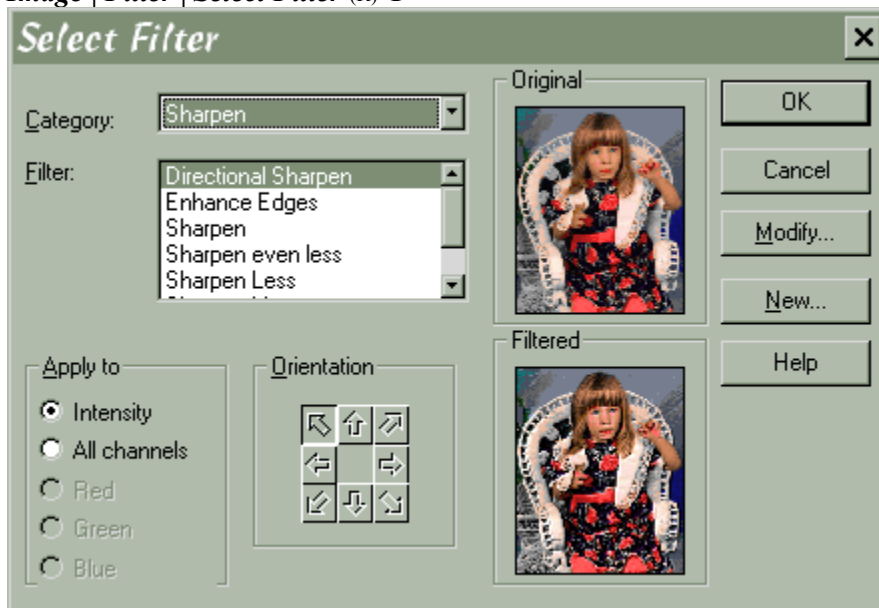 Select Filter
Category:
Sharpen
Filter:
Directional Sharpen
Enhance Edges
Sharpen
Sharpen even less
Sharpen Less
Apply to
Intensity
All channels
Red
Green
Blue
Orientation
Original
Filtered
OK
Cancel
Modify...
New...
Help